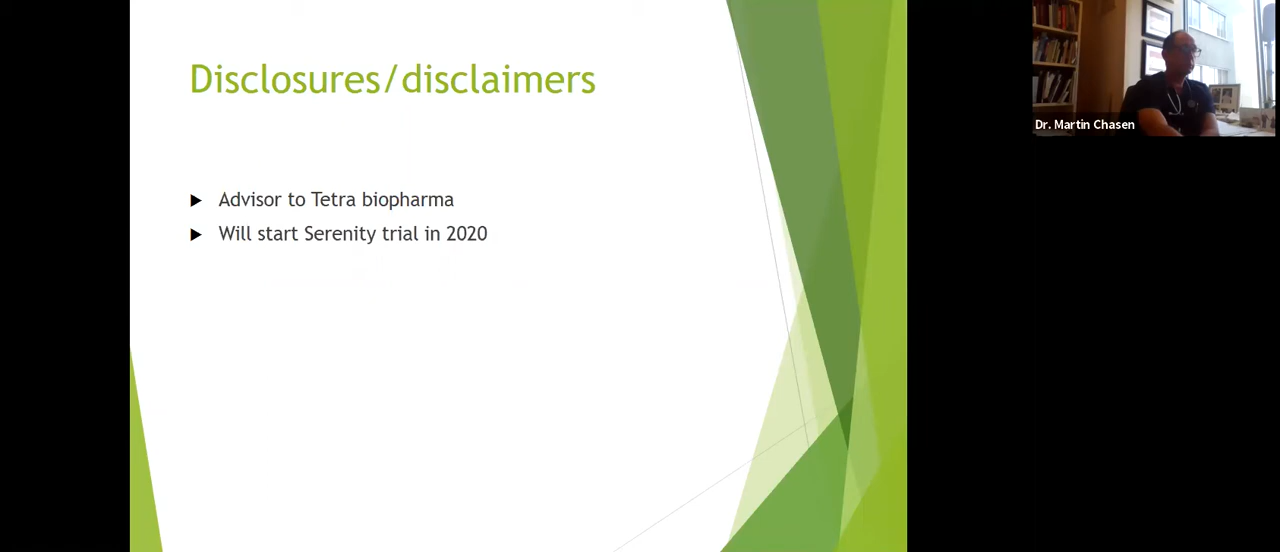 Disclosures/disclaimers
Advisor to Tetra biopharma
Will start Serenity trial in 2020
Dr. Martin Chasen